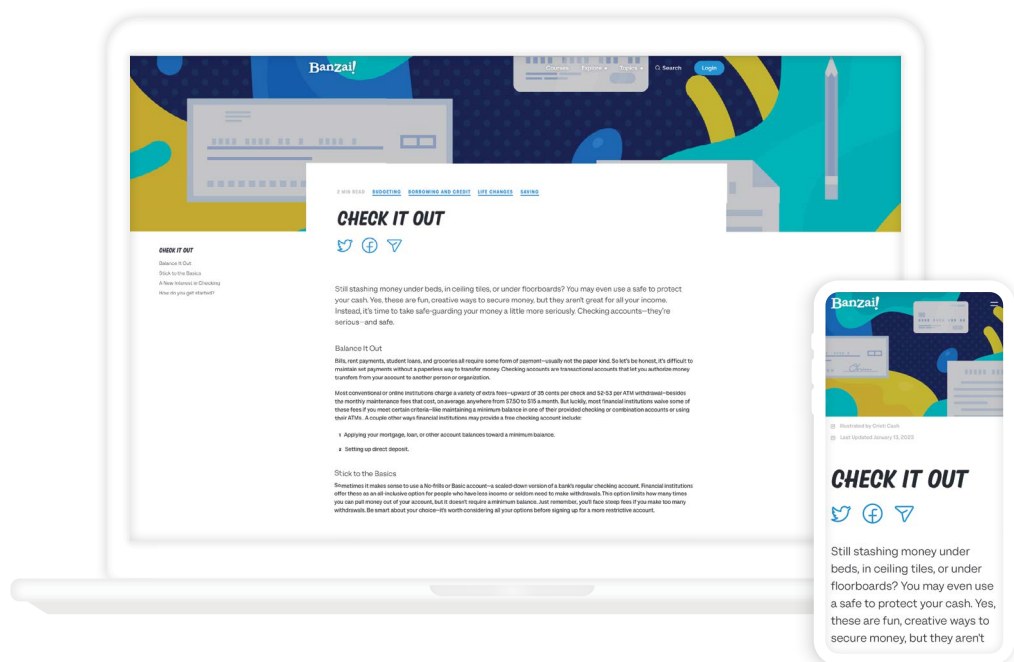 Banzai!
Courses Explore Topics Search Login
2 MIN READ BUDGETING BORROWING AND CREDIT LIFE CHANGES SAVING
CHECK IT OUT
CHECK IT OUT
Balance It Out
Stick to the Basics
A New Interest in Checking
How do you get started?
Still stashing money under beds, in ceiling tiles, or under floorboards? You may even use a safe to protect
your cash. Yes, these are fun, creative ways to secure money, but they aren't great for all your income.
Instead, it's time to take safe-guarding your money a little more seriously. Checking accounts—they're
serious—and safe.
Balance It Out
Bills, rent payments, student loans, and groceries all require some form of payment—usually not the paper kind. So let's be honest, it's difficult to
maintain set payments without a paperless way to transfer money. Checking accounts are transactional accounts that let you authorize money
transfers from your account to another person or organization.
Most conventional or online institutions charge a variety of extra fees—upward of 35 cents per check and $2-$3 per ATM withdrawal—besides
the monthly maintenance fees that cost, on average, anywhere from $7.50 to $15 a month. But luckily, most financial institutions waive some of
these fees if you meet certain criteria—like maintaining a minimum balance in one of their provided checking or combination accounts or using
their ATMs. A couple other ways financial institutions may provide a free checking account include:
1 Applying your mortgage, loan, or other account balances toward a minimum balance.
2 Setting up direct deposit.
Stick to the Basics
Sometimes it makes sense to use a No-frills or Basic account—a scaled-down version of a bank's regular checking account. Financial institutions
offer these as an all-inclusive option for people who have less income or seldom need to make withdrawals. This option limits how many times
you can pull money out of your account, but it doesn't require a minimum balance. Just remember, you'll face steep fees if you make too many
withdrawals. Be smart about your choice—it's worth considering all your options before signing up for a more restrictive account.
Banzai!
Illustrated by Cristi Cash
Last Updated January 13, 2023
CHECK IT OUT
Still stashing money under
beds, in ceiling tiles, or under
floorboards? You may even use
a safe to protect your cash. Yes,
these are fun, creative ways to
secure money, but they aren't